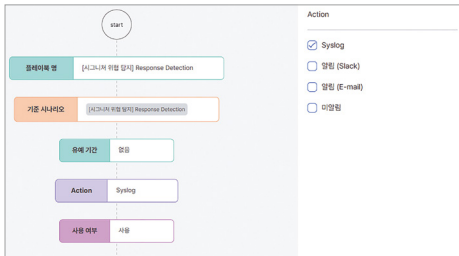 start
플레이북 명 [시그니처 위협 탐지] Response Detection
기준 시나리오 [시그니처 위협 탐지] Response Detection
유예 기간 없음
Action Syslog
사용 여부 사용
Action
Syslog
알림 (Slack)
알림 (E-mail)
미알림